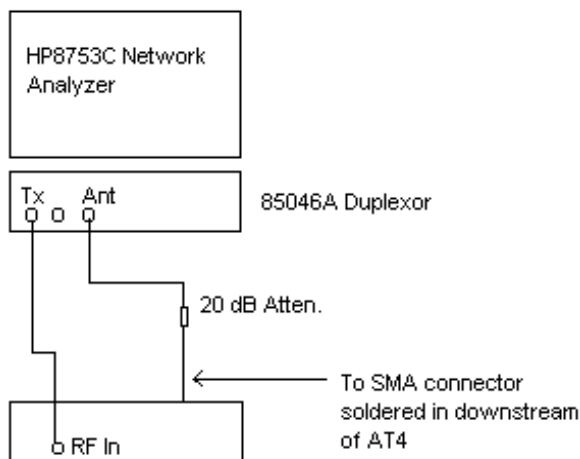 HP8753C Network
Analyzer
Tx Ant
85046A Duplexor
20 dB Atten.
To SMA connector
soldered in downstream
of AT4
RF In